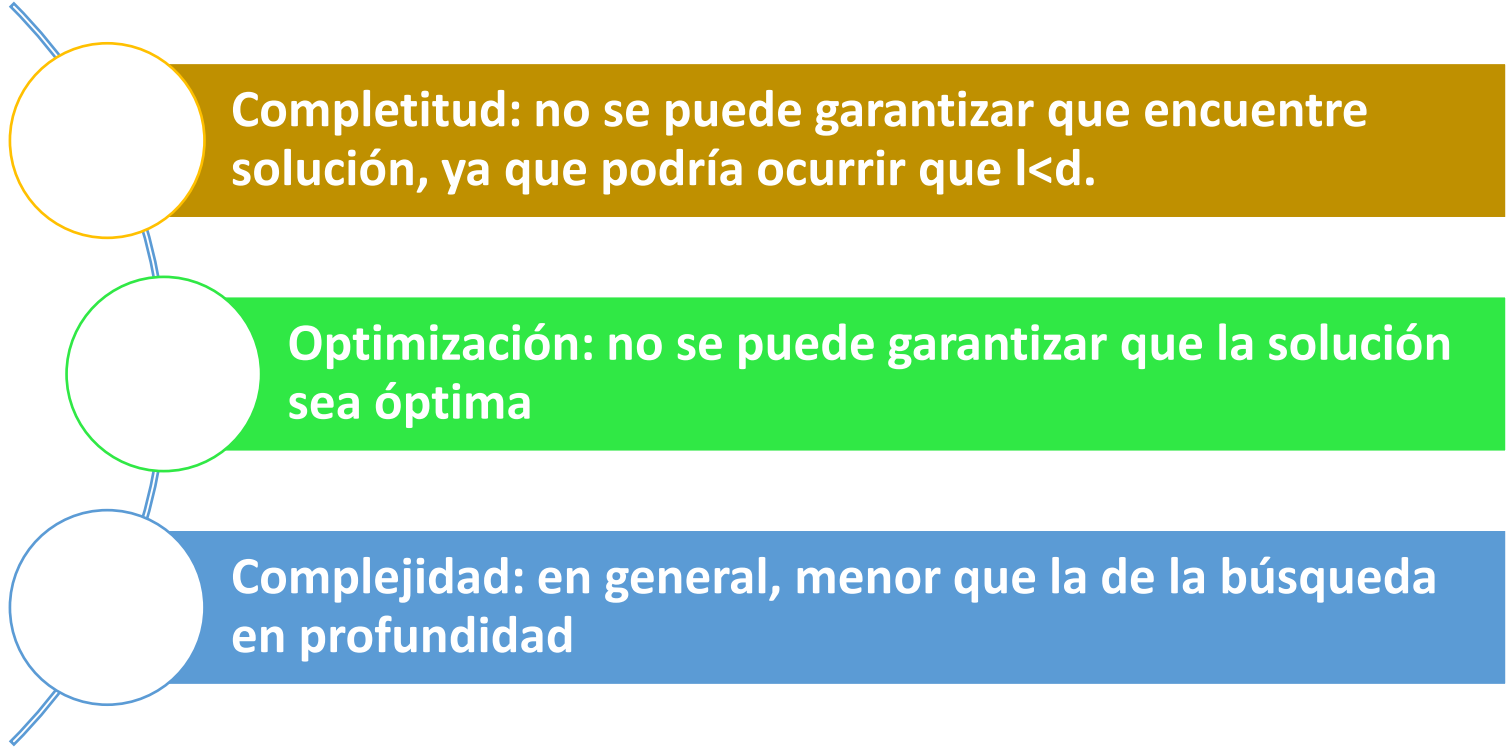 Completitud: no se puede garantizar que encuentre
solución, ya que podría ocurrir que l<d.
Optimización: no se puede garantizar que la solución
sea óptima
Complejidad: en general, menor que la de la búsqueda
en profundidad